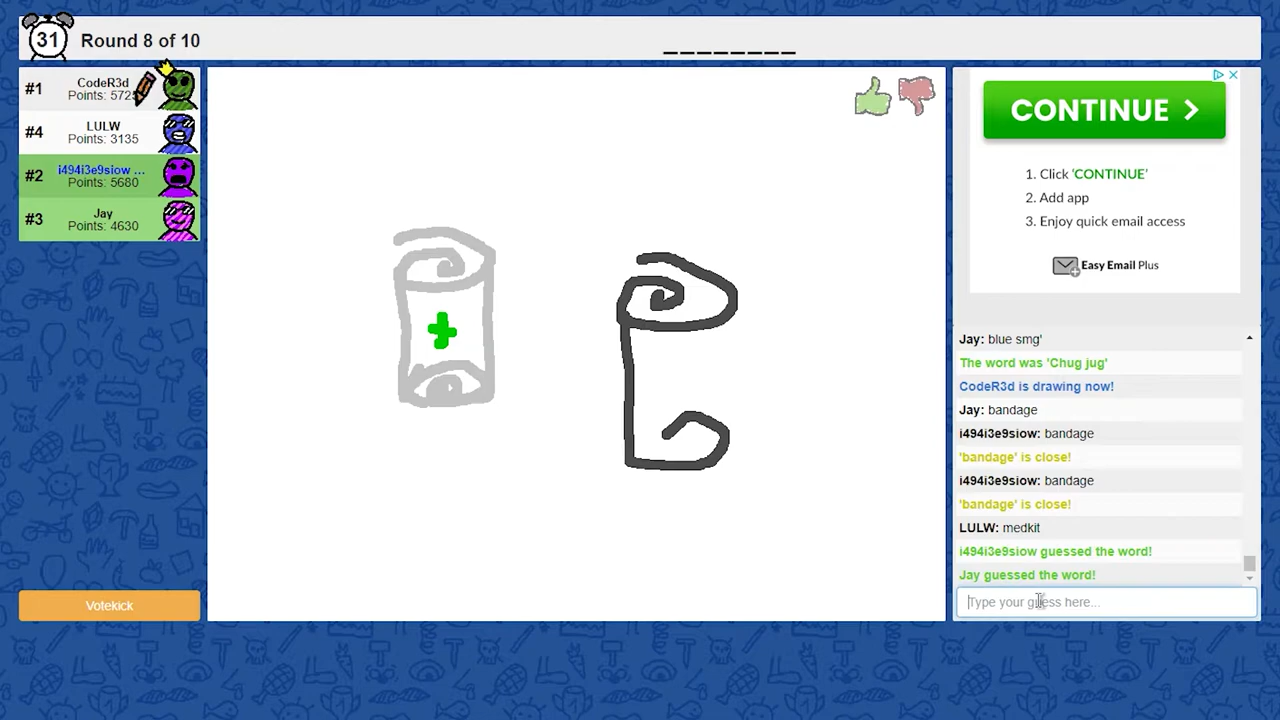 31
Round 8 of 10
________
#1
CodeR3d
Points: 572
#4
LULW
Points: 3135
#2
i494i3e9siow ...
Points: 5680
#3
Jay
Points: 4630
Votekick
CONTINUE >
1. Click 'CONTINUE'
2. Add app
3. Enjoy quick email access
Easy Email Plus
Jay: blue smg'
The word was 'Chug jug'
CodeR3d is drawing now!
Jay: bandage
i494i3e9siow: bandage
'bandage' is close!
i494i3e9siow: bandage
'bandage' is close!
LULW: medkit
i494i3e9siow guessed the word!
Jay guessed the word!
Type your guess here...